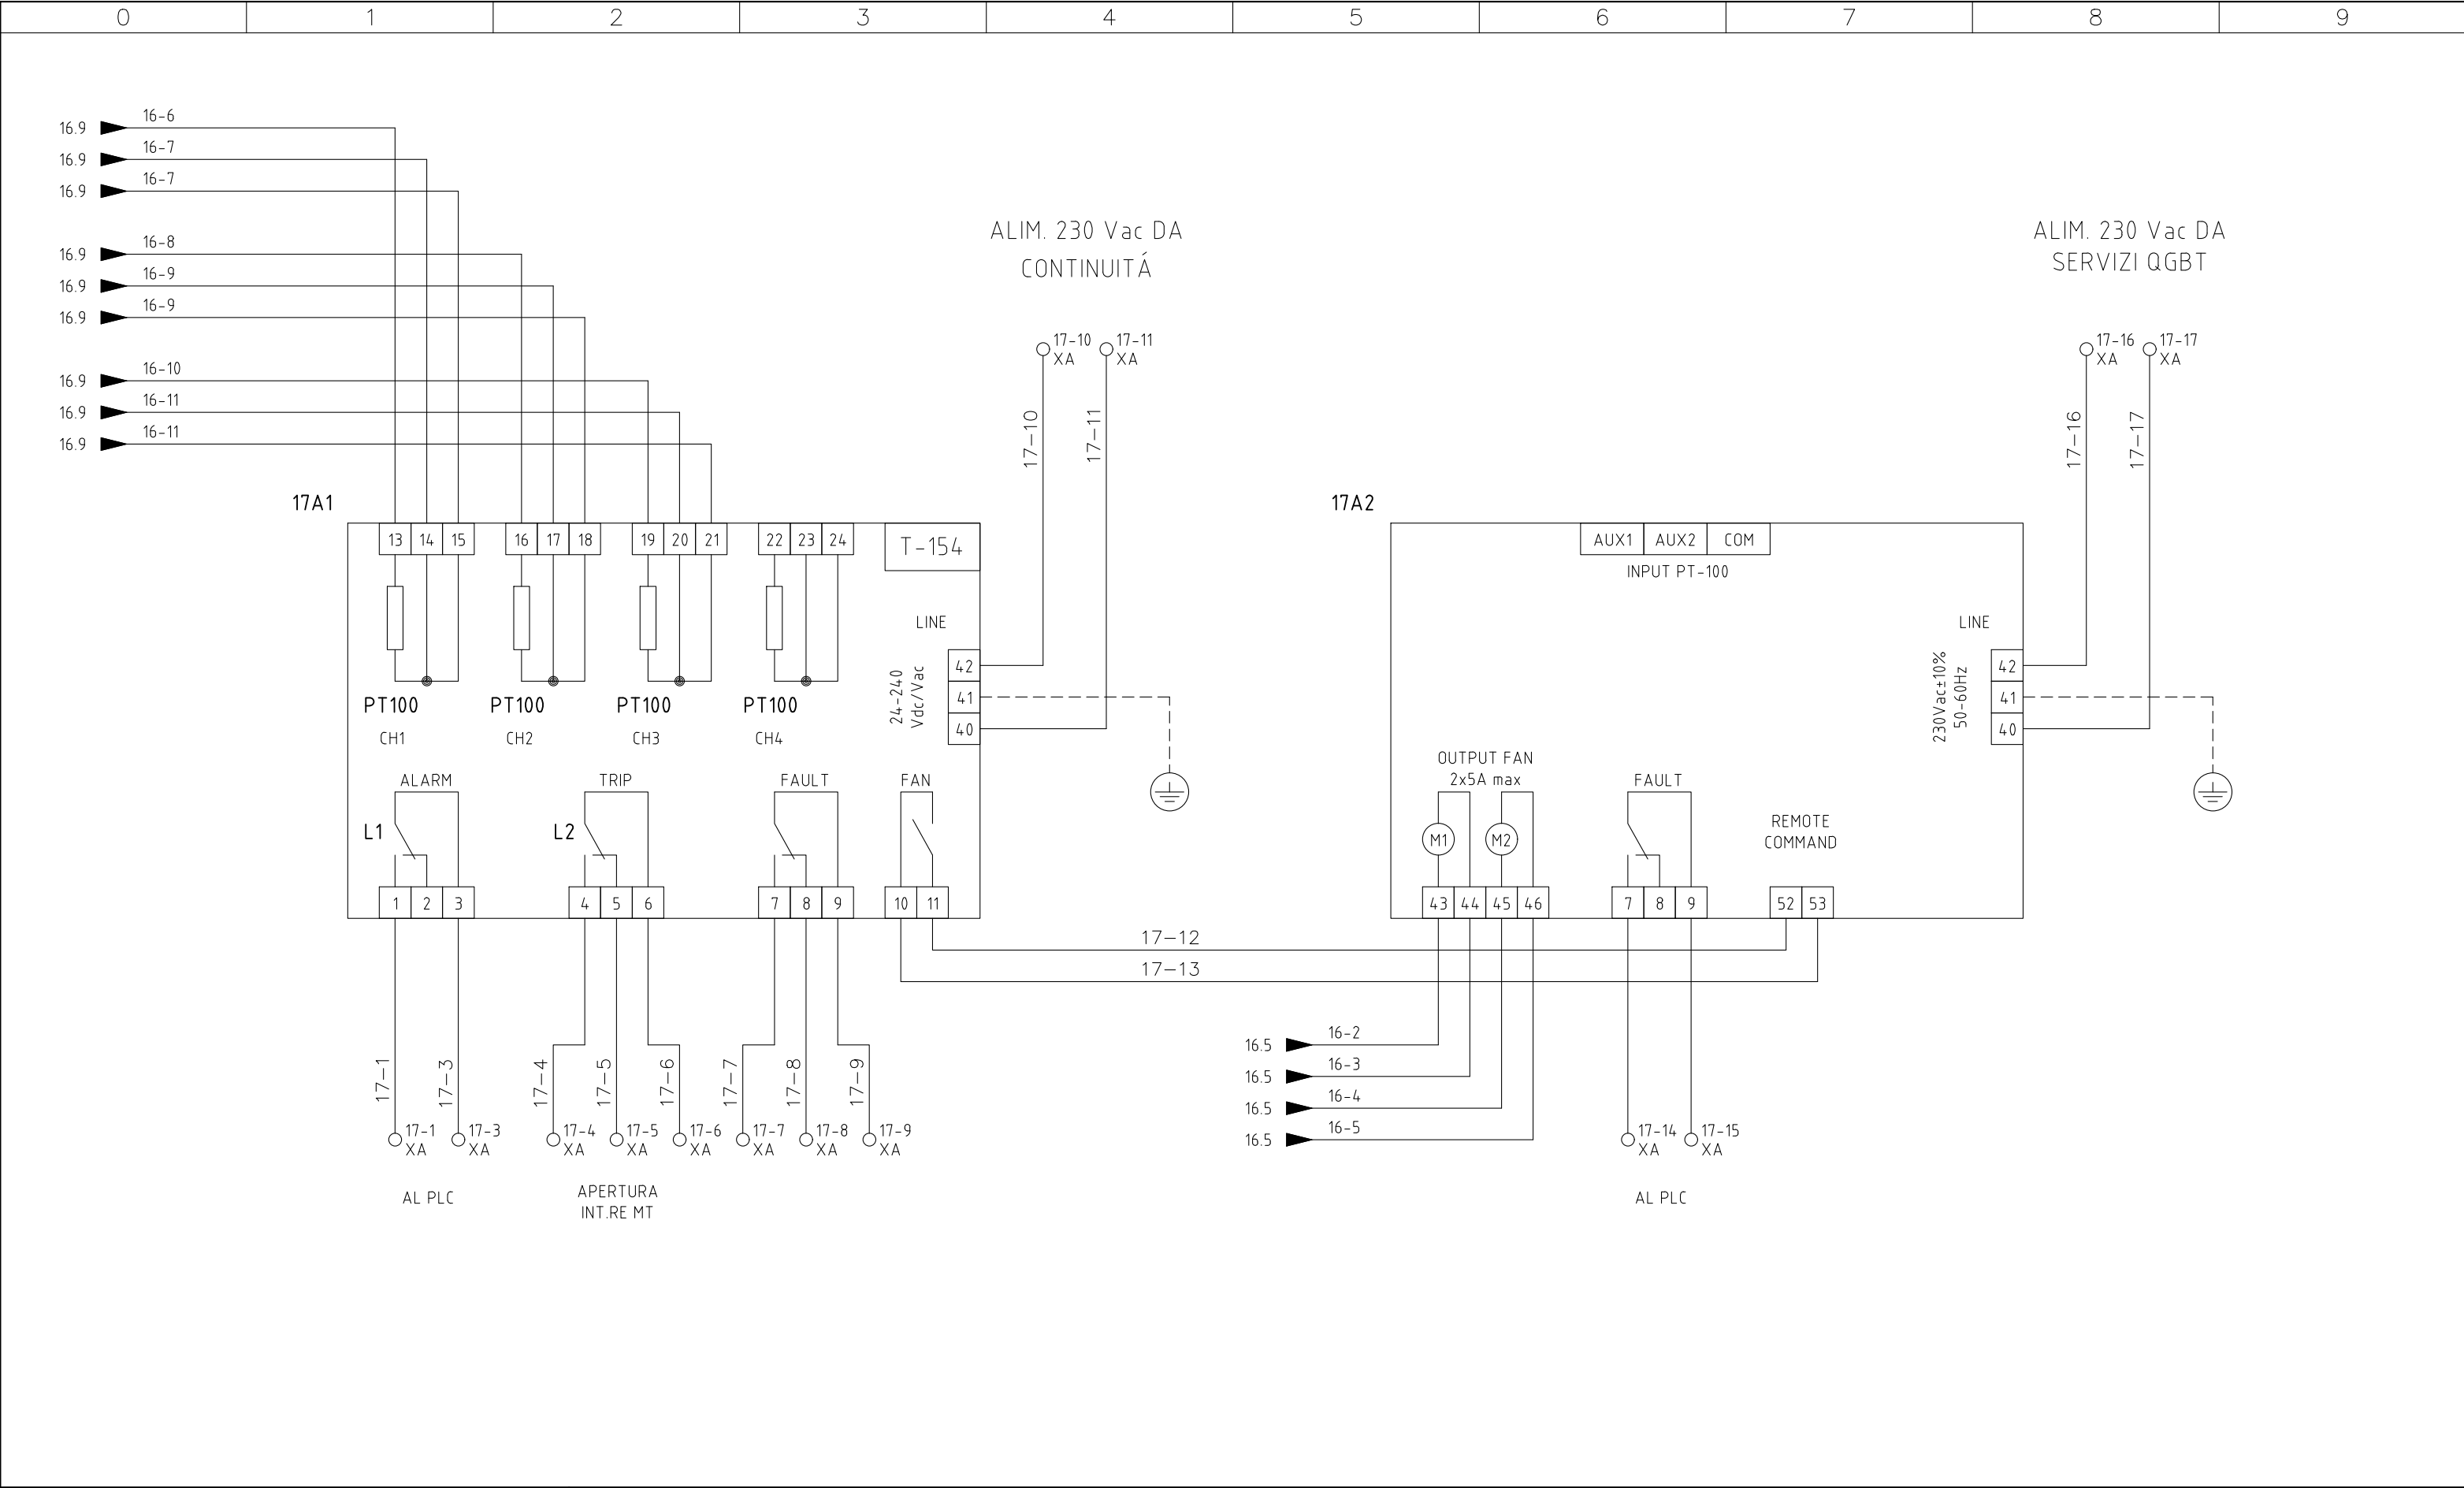 0 1 2 3 4 5 6 7 8 9
16.9 16-6
16.9 16-7
16.9 16-7
16.9 16-8
16.9 16-9
16.9 16-9
16.9 16-10
16.9 16-11
16.9 16-11
ALIM. 230 Vac DA
CONTINUITÁ
17-10
XA
17-11
XA
17-10
17-11
ALIM. 230 Vac DA
SERVIZI QGBT
17-16
XA
17-17
XA
17-16
17-17
17A1
13 14 15 16 17 18 19 20 21 22 23 24
T-154
LINE
24-240
Vdc/Vac
42
41
40
PT100 PT100 PT100 PT100
CH1 CH2 CH3 CH4
ALARM TRIP FAULT FAN
L1 L2
1 2 3 4 5 6 7 8 9 10 11
17A2
AUX1 AUX2 COM
INPUT PT-100
LINE
230Vac±10%
50-60Hz
42
41
40
OUTPUT FAN
2x5A max
FAULT
REMOTE
COMMAND
M1 M2
43 44 45 46 7 8 9 52 53
17-12
17-13
16.5 16-2
16.5 16-3
16.5 16-4
16.5 16-5
17-1 17-3 17-4 17-5 17-6 17-7 17-8 17-9
17-1
XA
17-3
XA
17-4
XA
17-5
XA
17-6
XA
17-7
XA
17-8
XA
17-9
XA
17-14
XA
17-15
XA
AL PLC
APERTURA
INT.RE MT
AL PLC